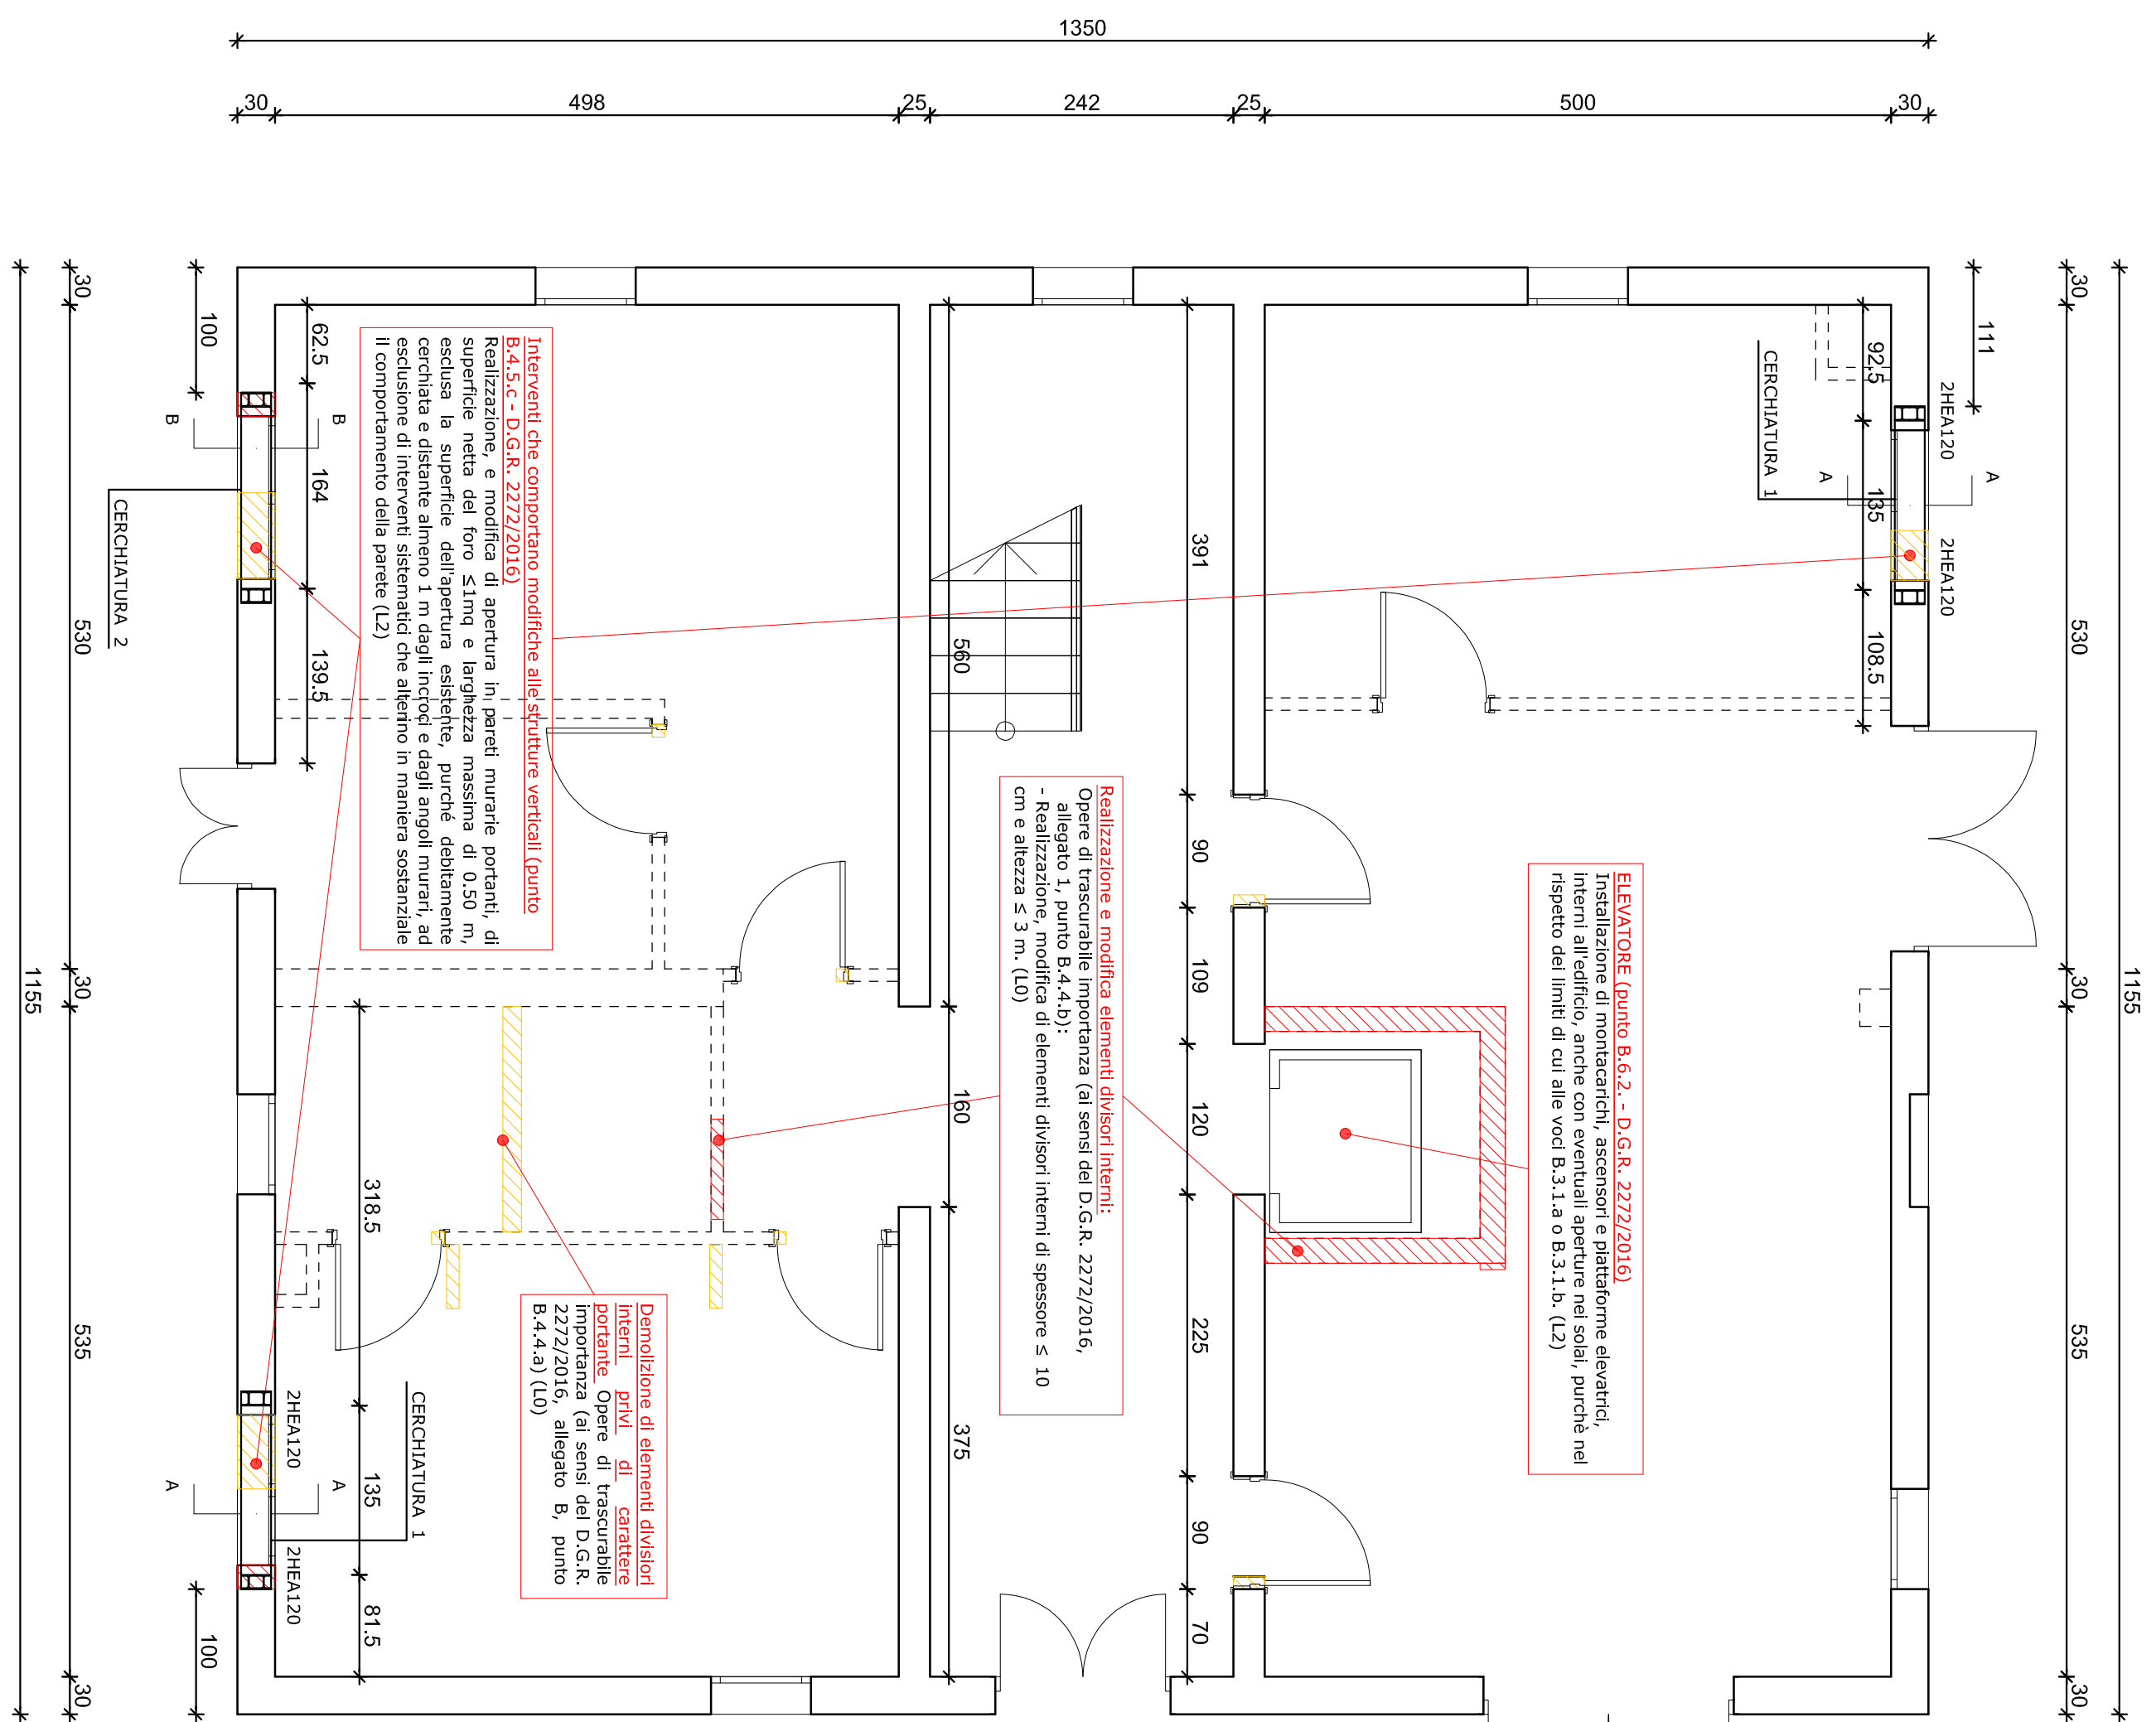 1350
30
498
25
242
25
500
30
30
530
30
535
30
1155
100
100
62.5
164
139.5
318.5
135
81.5
B
B
CERCHIATURA 2
Interventi che comportano modifiche alle strutture verticali (punto
B.4.5.c - D.G.R. 2272/2016)
Realizzazione, e modifica di apertura in pareti murarie portanti, di
superficie netta del foro ≤1mq e larghezza massima di 0.50 m,
esclusa la superficie dell'apertura esistente, purché debitamente
cerchiata e distante almeno 1 m dagli incroci e dagli angoli murari, ad
esclusione di interventi sistematici che alterino in maniera sostanziale
il comportamento della parete (L2)
560
160
375
391
90
109
120
225
90
70
Realizzazione e modifica elementi divisori interni:
Opere di trascurabile importanza (ai sensi del D.G.R. 2272/2016,
allegato 1, punto B.4.4.b):
- Realizzazione, modifica di elementi divisori interni di spessore ≤ 10
cm e altezza ≤ 3 m. (L0)
ELEVATORE (punto B.6.2. - D.G.R. 2272/2016)
Installazione di montacarichi, ascensori e piattaforme elevatrici,
interni all'edificio, anche con eventuali aperture nei solai, purchè nel
rispetto dei limiti di cui alle voci B.3.1.a o B.3.1.b. (L2)
Demolizione di elementi divisori
interni privi di carattere
portante Opere di trascurabile
importanza (ai sensi del D.G.R.
2272/2016, allegato B, punto
B.4.4.a) (L0)
CERCHIATURA 1
2HEA120
2HEA120
A
A
CERCHIATURA 1
2HEA120
2HEA120
A
A
111
92.5
135
108.5
30
530
30
535
30
1155